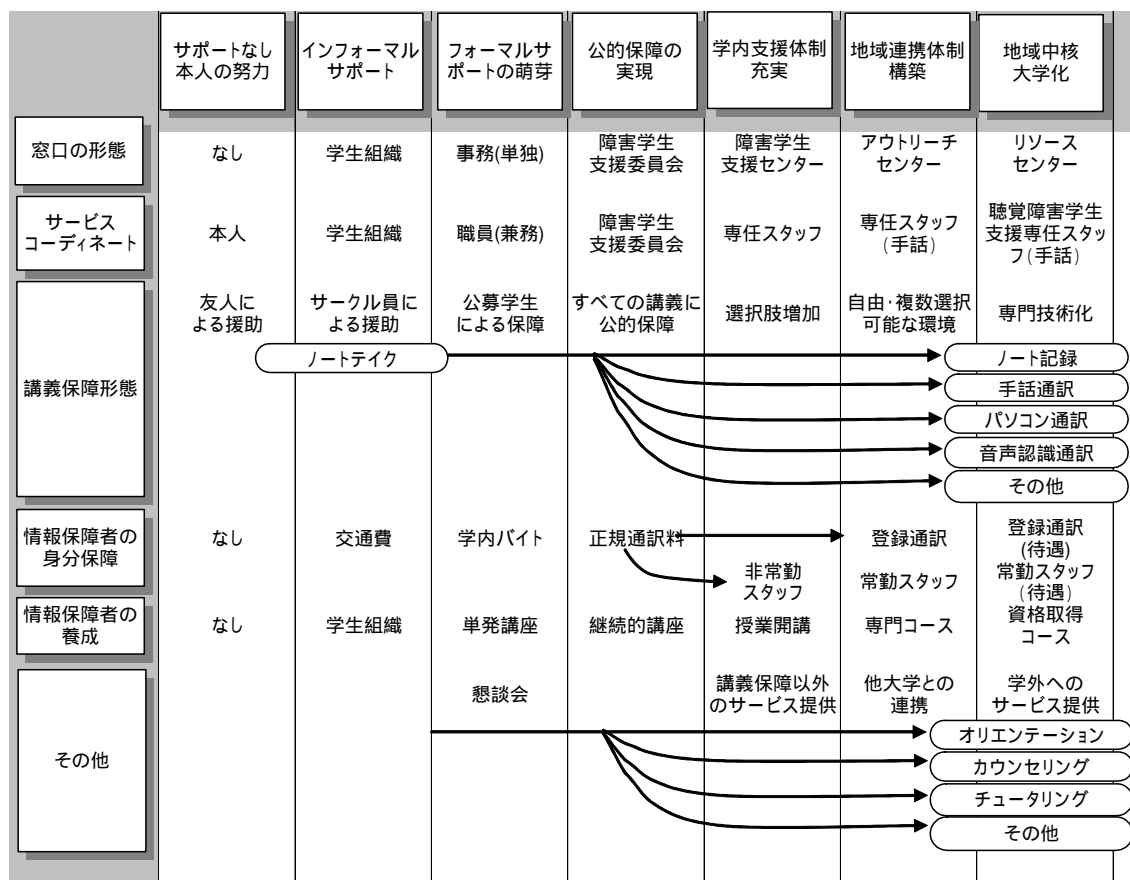 サポートなし
本人の努力
インフォーマル
サポート
フォーマルサ
ポートの萌芽
公的保障の
実現
学内支援体制
充実
地域連携体制
構築
地域中核
大学化
窓口の形態
なし
学生組織
事務(単独)
障害学生
支援委員会
障害学生
支援センター
アウトリーチ
センター
リソース
センター
サービス
コーディネート
本人
学生組織
職員(兼務)
障害学生
支援委員会
専任スタッフ
専任スタッフ
(手話)
聴覚障害学生
支援専任スタッ
フ(手話)
講義保障形態
友人に
よる援助
サークル員に
よる援助
公募学生
による保障
すべての講義に
公的保障
選択肢増加
自由・複数選択
可能な環境
専門技術化
ノートテイク
ノート記録
手話通訳
パソコン通訳
音声認識通訳
その他
情報保障者の
身分保障
なし
交通費
学内バイト
正規通訳料
非常勤
スタッフ
登録通訳
常勤スタッフ
登録通訳
(待遇)
常勤スタッフ
(待遇)
情報保障者の
養成
なし
学生組織
単発講座
継続的講座
授業開講
専門コース
資格取得
コース
その他
懇談会
講義保障以外
のサービス提供
他大学との
連携
学外への
サービス提供
オリエンテーション
カウンセリング
チュータリング
その他